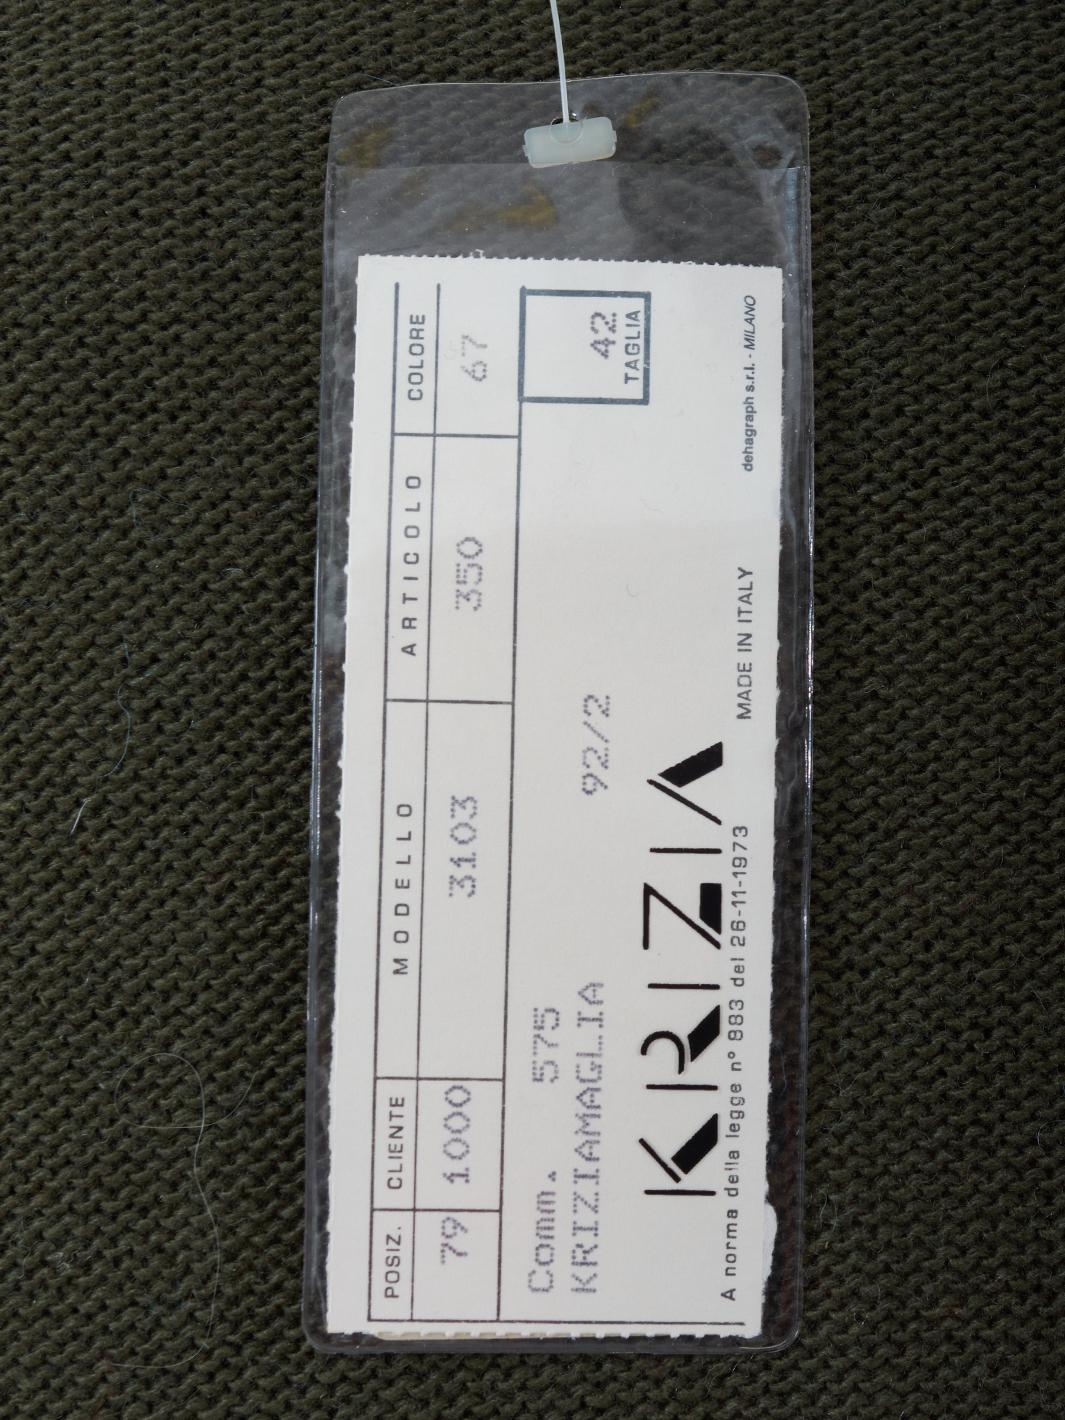 POSIZ. CLIENTE MODELLO ARTICOLO COLORE
79 1000 3103 350 67
Comm. 575
KRIZIAMAGLIA 92/2 42
TAGLIA
KRIZIA
A norma della legge n° 883 del 26-11-1973 MADE IN ITALY dehagraph s.r.l. - MILANO